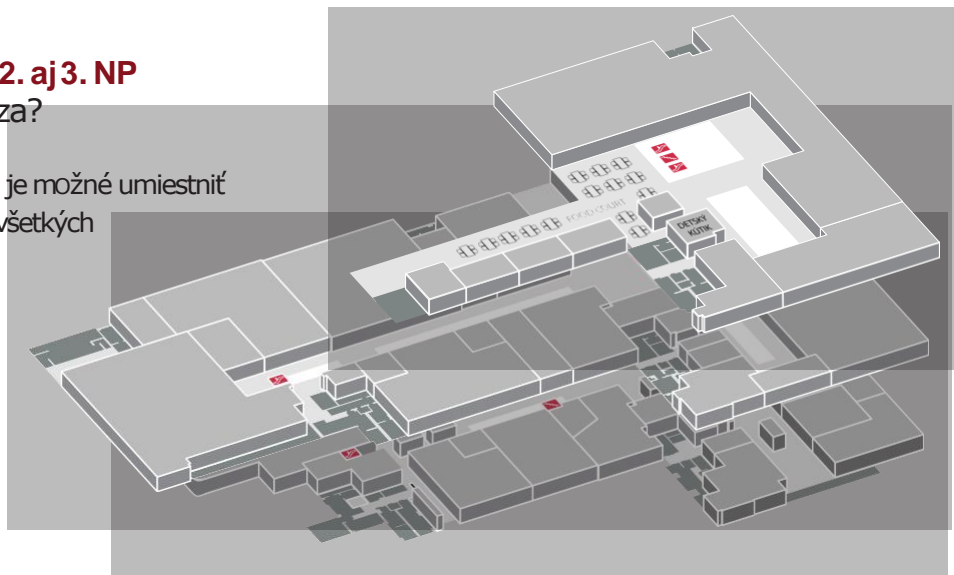 2. aj 3. NP
za?
je možné umiestniť
všetkých
FOOD COURT
DETSKÝ
KÚTIK